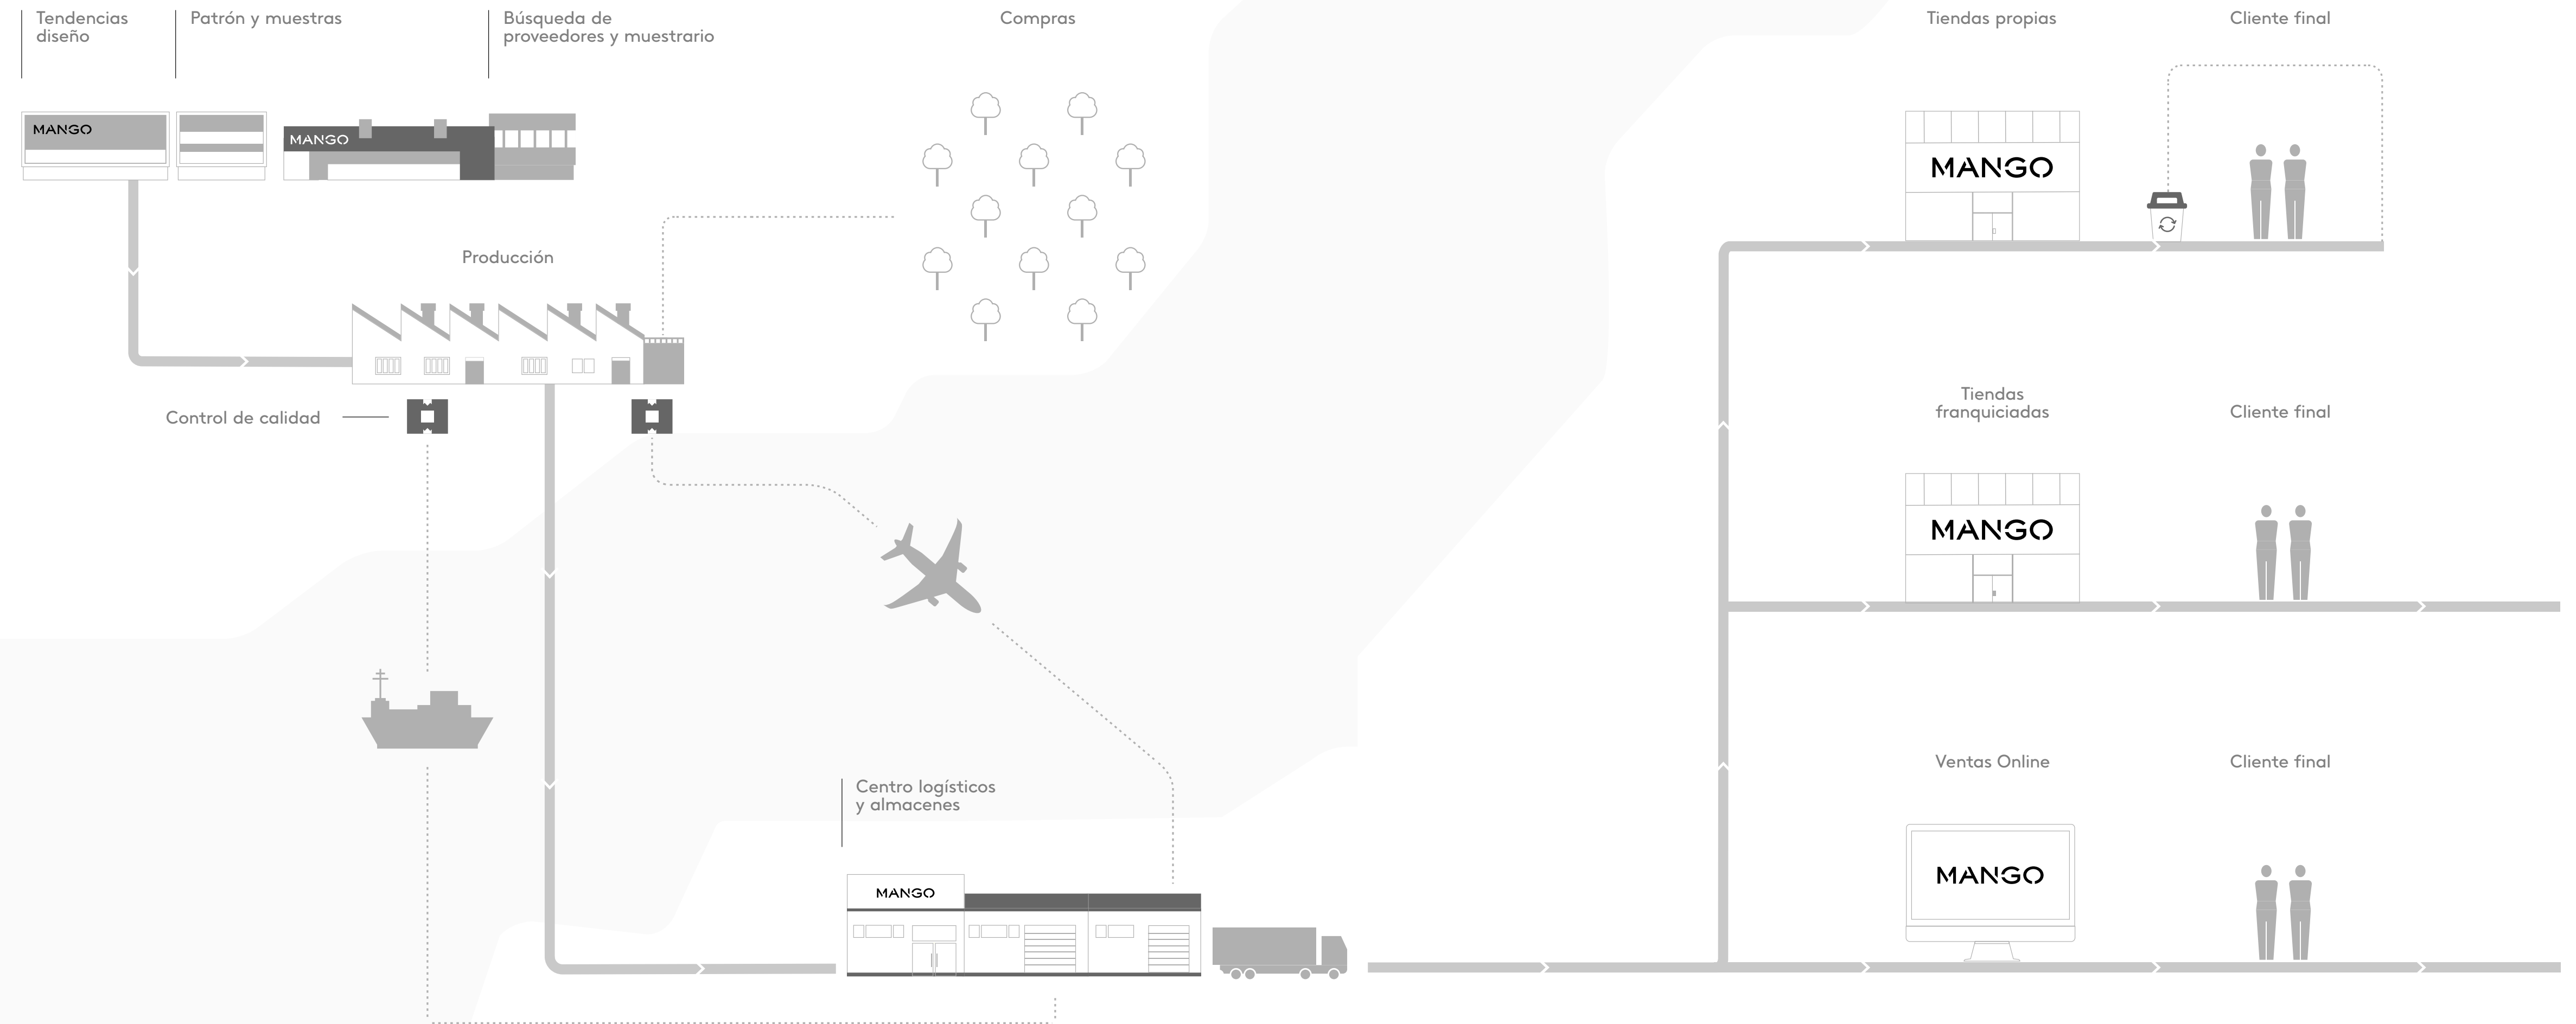 Tendencias
diseño
Patrón y muestras
Búsqueda de
proveedores y muestrario
Compras
Tiendas propias
Cliente final
MANGO
MANGO
MANGO
Producción
Control de calidad
Tiendas
franquiciadas
Cliente final
MANGO
Centro logísticos
y almacenes
Ventas Online
Cliente final
MANGO
MANGO